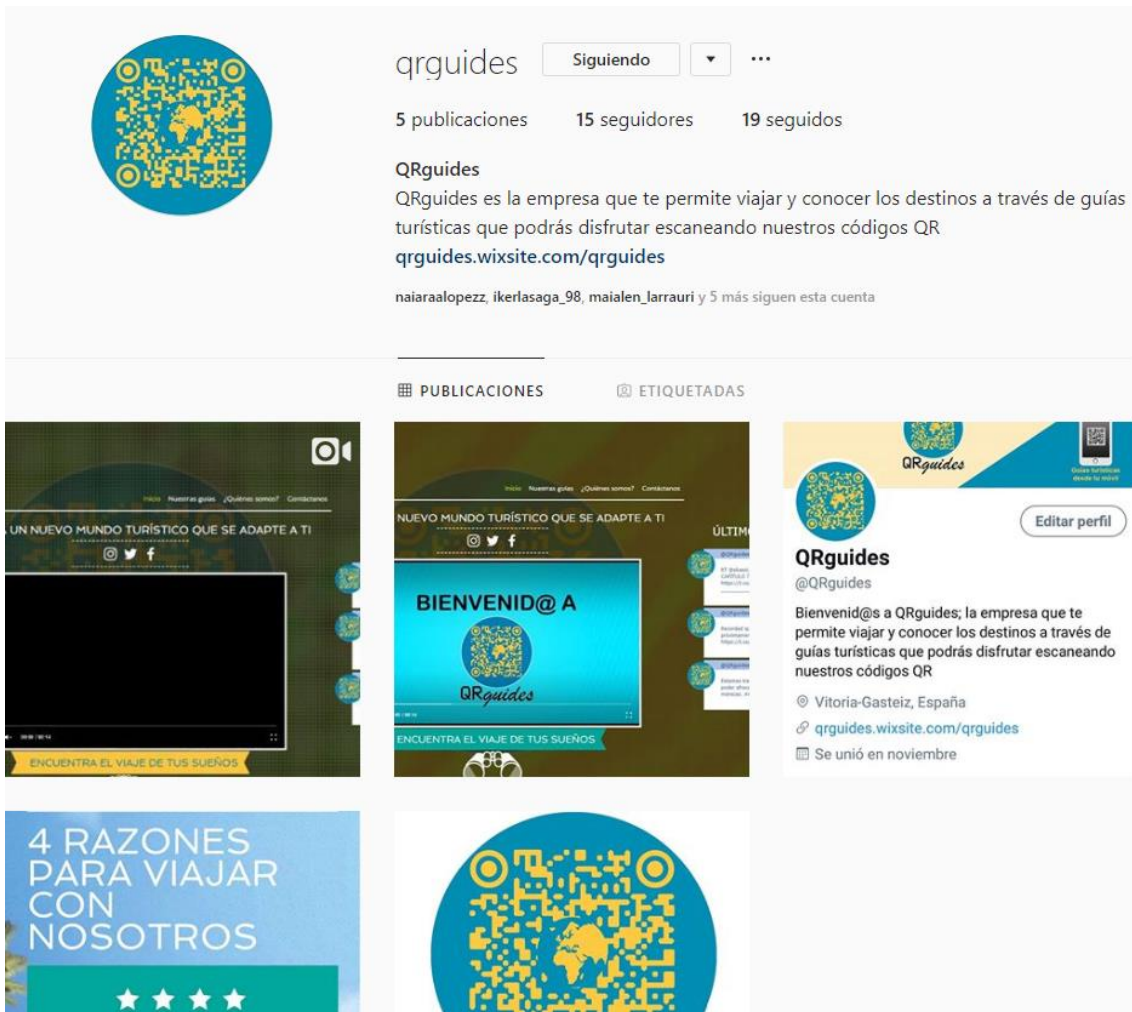 qrguides Siguiendo
5 publicaciones 15 seguidores 19 seguidos
QRguides
QRguides es la empresa que te permite viajar y conocer los destinos a través de guías
turísticas que podrás disfrutar escaneando nuestros códigos QR
qrguides.wixsite.com/qrguides
naiaraalopezz, ikerlasaga_98, maialen_larrauri y 5 más siguen esta cuenta
PUBLICACIONES ETIQUETADAS
Inicio Nuestras guías ¿Quiénes somos? Contáctanos
UN NUEVO MUNDO TURÍSTICO QUE SE ADAPTE A TI
ENCUENTRA EL VIAJE DE TUS SUEÑOS
Inicio Nuestras guías ¿Quiénes somos? Contáctanos
NUEVO MUNDO TURÍSTICO QUE SE ADAPTE A TI
BIENVENID@ A
QRguides
ENCUENTRA EL VIAJE DE TUS SUEÑOS
QRguides
Guías turísticas
desde tu móvil
Editar perfil
QRguides
@QRguides
Bienvenid@s a QRguides; la empresa que te
permite viajar y conocer los destinos a través de
guías turísticas que podrás disfrutar escaneando
nuestros códigos QR
Vitoria-Gasteiz, España
qrguides.wixsite.com/qrguides
Se unió en noviembre
4 RAZONES
PARA VIAJAR
CON
NOSOTROS